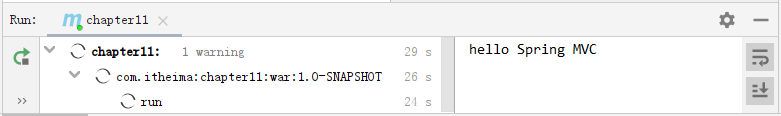 Run: chapter11
chapter11: 1 warning 29 s
com.itheima:chapter11:war:1.0-SNAPSHOT 26 s
run 24 s
hello Spring MVC